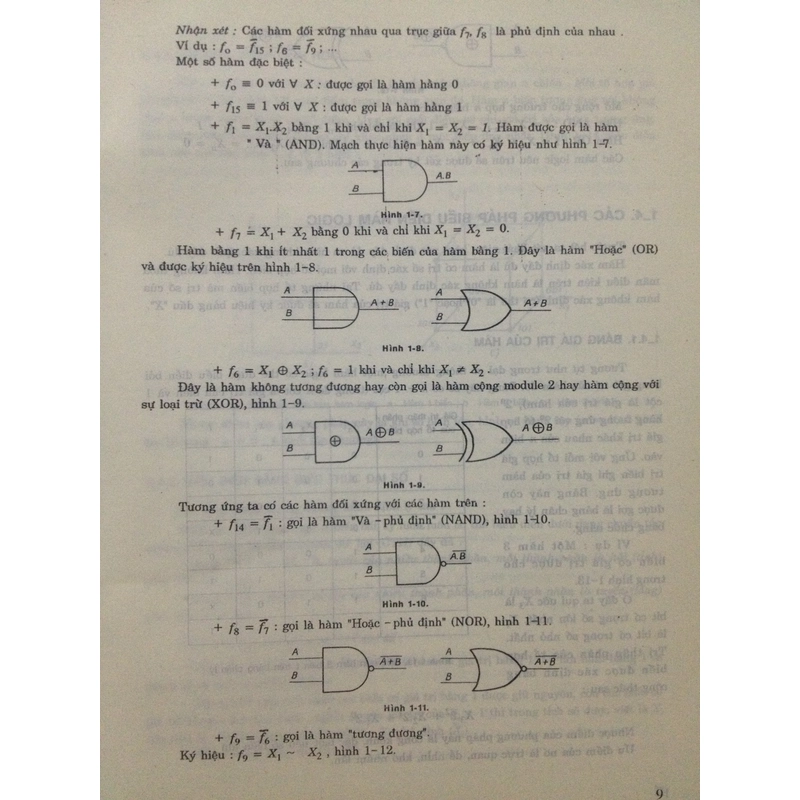 Nhận xét : Các hàm đối xứng nhau qua trục giữa f₇, f₈ là phủ định của nhau .
Ví dụ : f₀ = f̅₁₅ ; f₆ = f̅₉ ; ...
Một số hàm đặc biệt :
+ f₀ ≡ 0 với ∀ X : được gọi là hàm hằng 0
+ f₁₅ ≡ 1 với ∀ X : được gọi là hàm hằng 1
+ f₁ = X₁.X₂ bằng 1 khi và chỉ khi X₁ = X₂ = 1. Hàm được gọi là hàm
" Và " (AND). Mạch thực hiện hàm này có ký hiệu như hình 1-7.
A
B
A.B
Hình 1-7.
+ f₇ = X₁ + X₂ bằng 0 khi và chỉ khi X₁ = X₂ = 0.
Hàm bằng 1 khi ít nhất 1 trong các biến của hàm bằng 1. Đây là hàm "Hoặc" (OR)
và được ký hiệu trên hình 1-8.
A
B
A+B
A
B
A+B
Hình 1-8.
+ f₆ = X₁ ⊕ X₂ ; f₆ = 1 khi và chỉ khi X₁ ≠ X₂ .
Đây là hàm không tương đương hay còn gọi là hàm cộng module 2 hay hàm cộng với
sự loại trừ (XOR), hình 1-9.
A
B
⊕
A⊕B
A
B
A⊕B
Hình 1-9.
Tương ứng ta có các hàm đối xứng với các hàm trên :
+ f₁₄ = f̅₁ : gọi là hàm "Và -phủ định" (NAND), hình 1-10.
A
B
A̅.̅B̅
Hình 1-10.
+ f₈ = f̅₇ : gọi là hàm "Hoặc -phủ định" (NOR), hình 1-11.
A
B
A̅+̅B̅
A
B
A̅+̅B̅
Hình 1-11.
+ f₉ = f̅₆ : gọi là hàm "tương đương".
Ký hiệu : f₉ = X₁ ~ X₂ , hình 1-12.
9